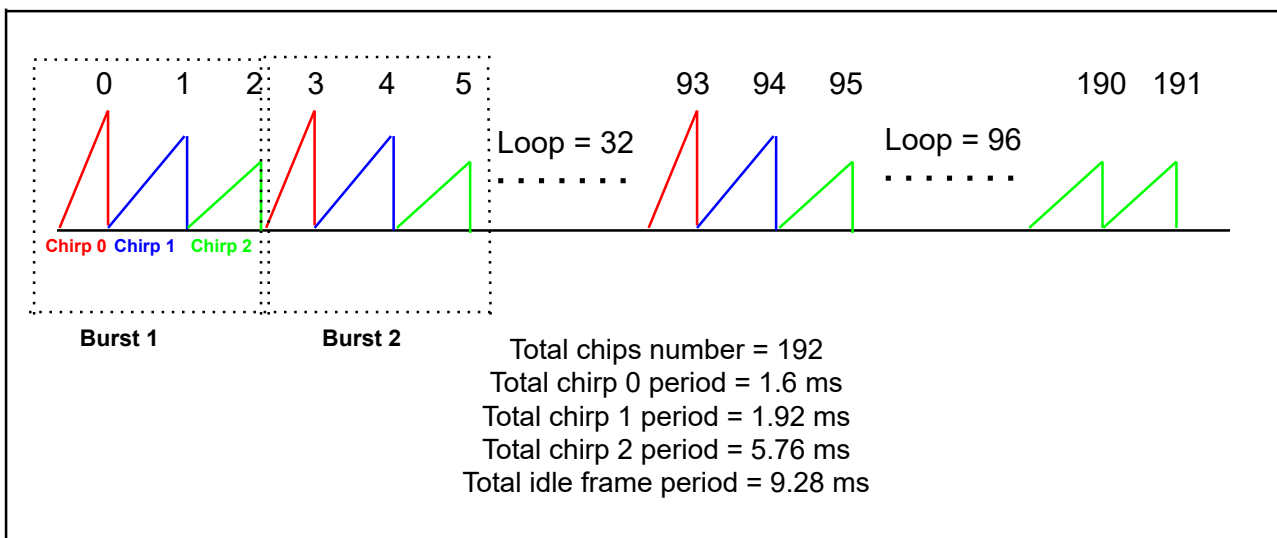 0 1 2 3 4 5 93 94 95 190 191
Loop = 32
Loop = 96
Chirp 0 Chirp 1 Chirp 2
Burst 1
Burst 2
Total chips number = 192
Total chirp 0 period = 1.6 ms
Total chirp 1 period = 1.92 ms
Total chirp 2 period = 5.76 ms
Total idle frame period = 9.28 ms